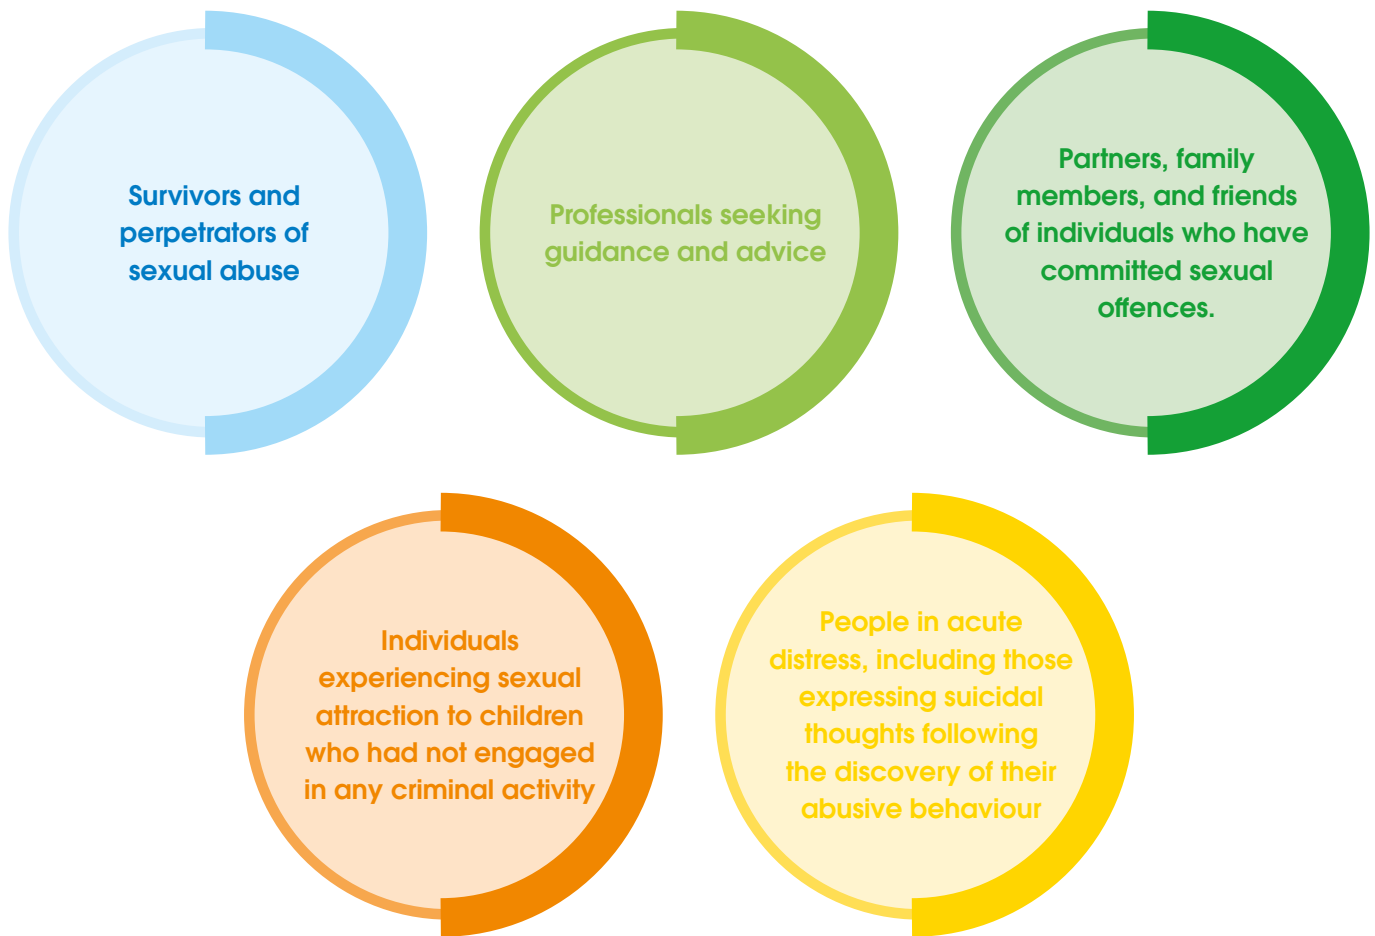 Survivors and
perpetrators of
sexual abuse
Professionals seeking
guidance and advice
Partners, family
members, and friends
of individuals who have
committed sexual
offences.
Individuals
experiencing sexual
attraction to children
who had not engaged
in any criminal activity
People in acute
distress, including those
expressing suicidal
thoughts following
the discovery of their
abusive behaviour